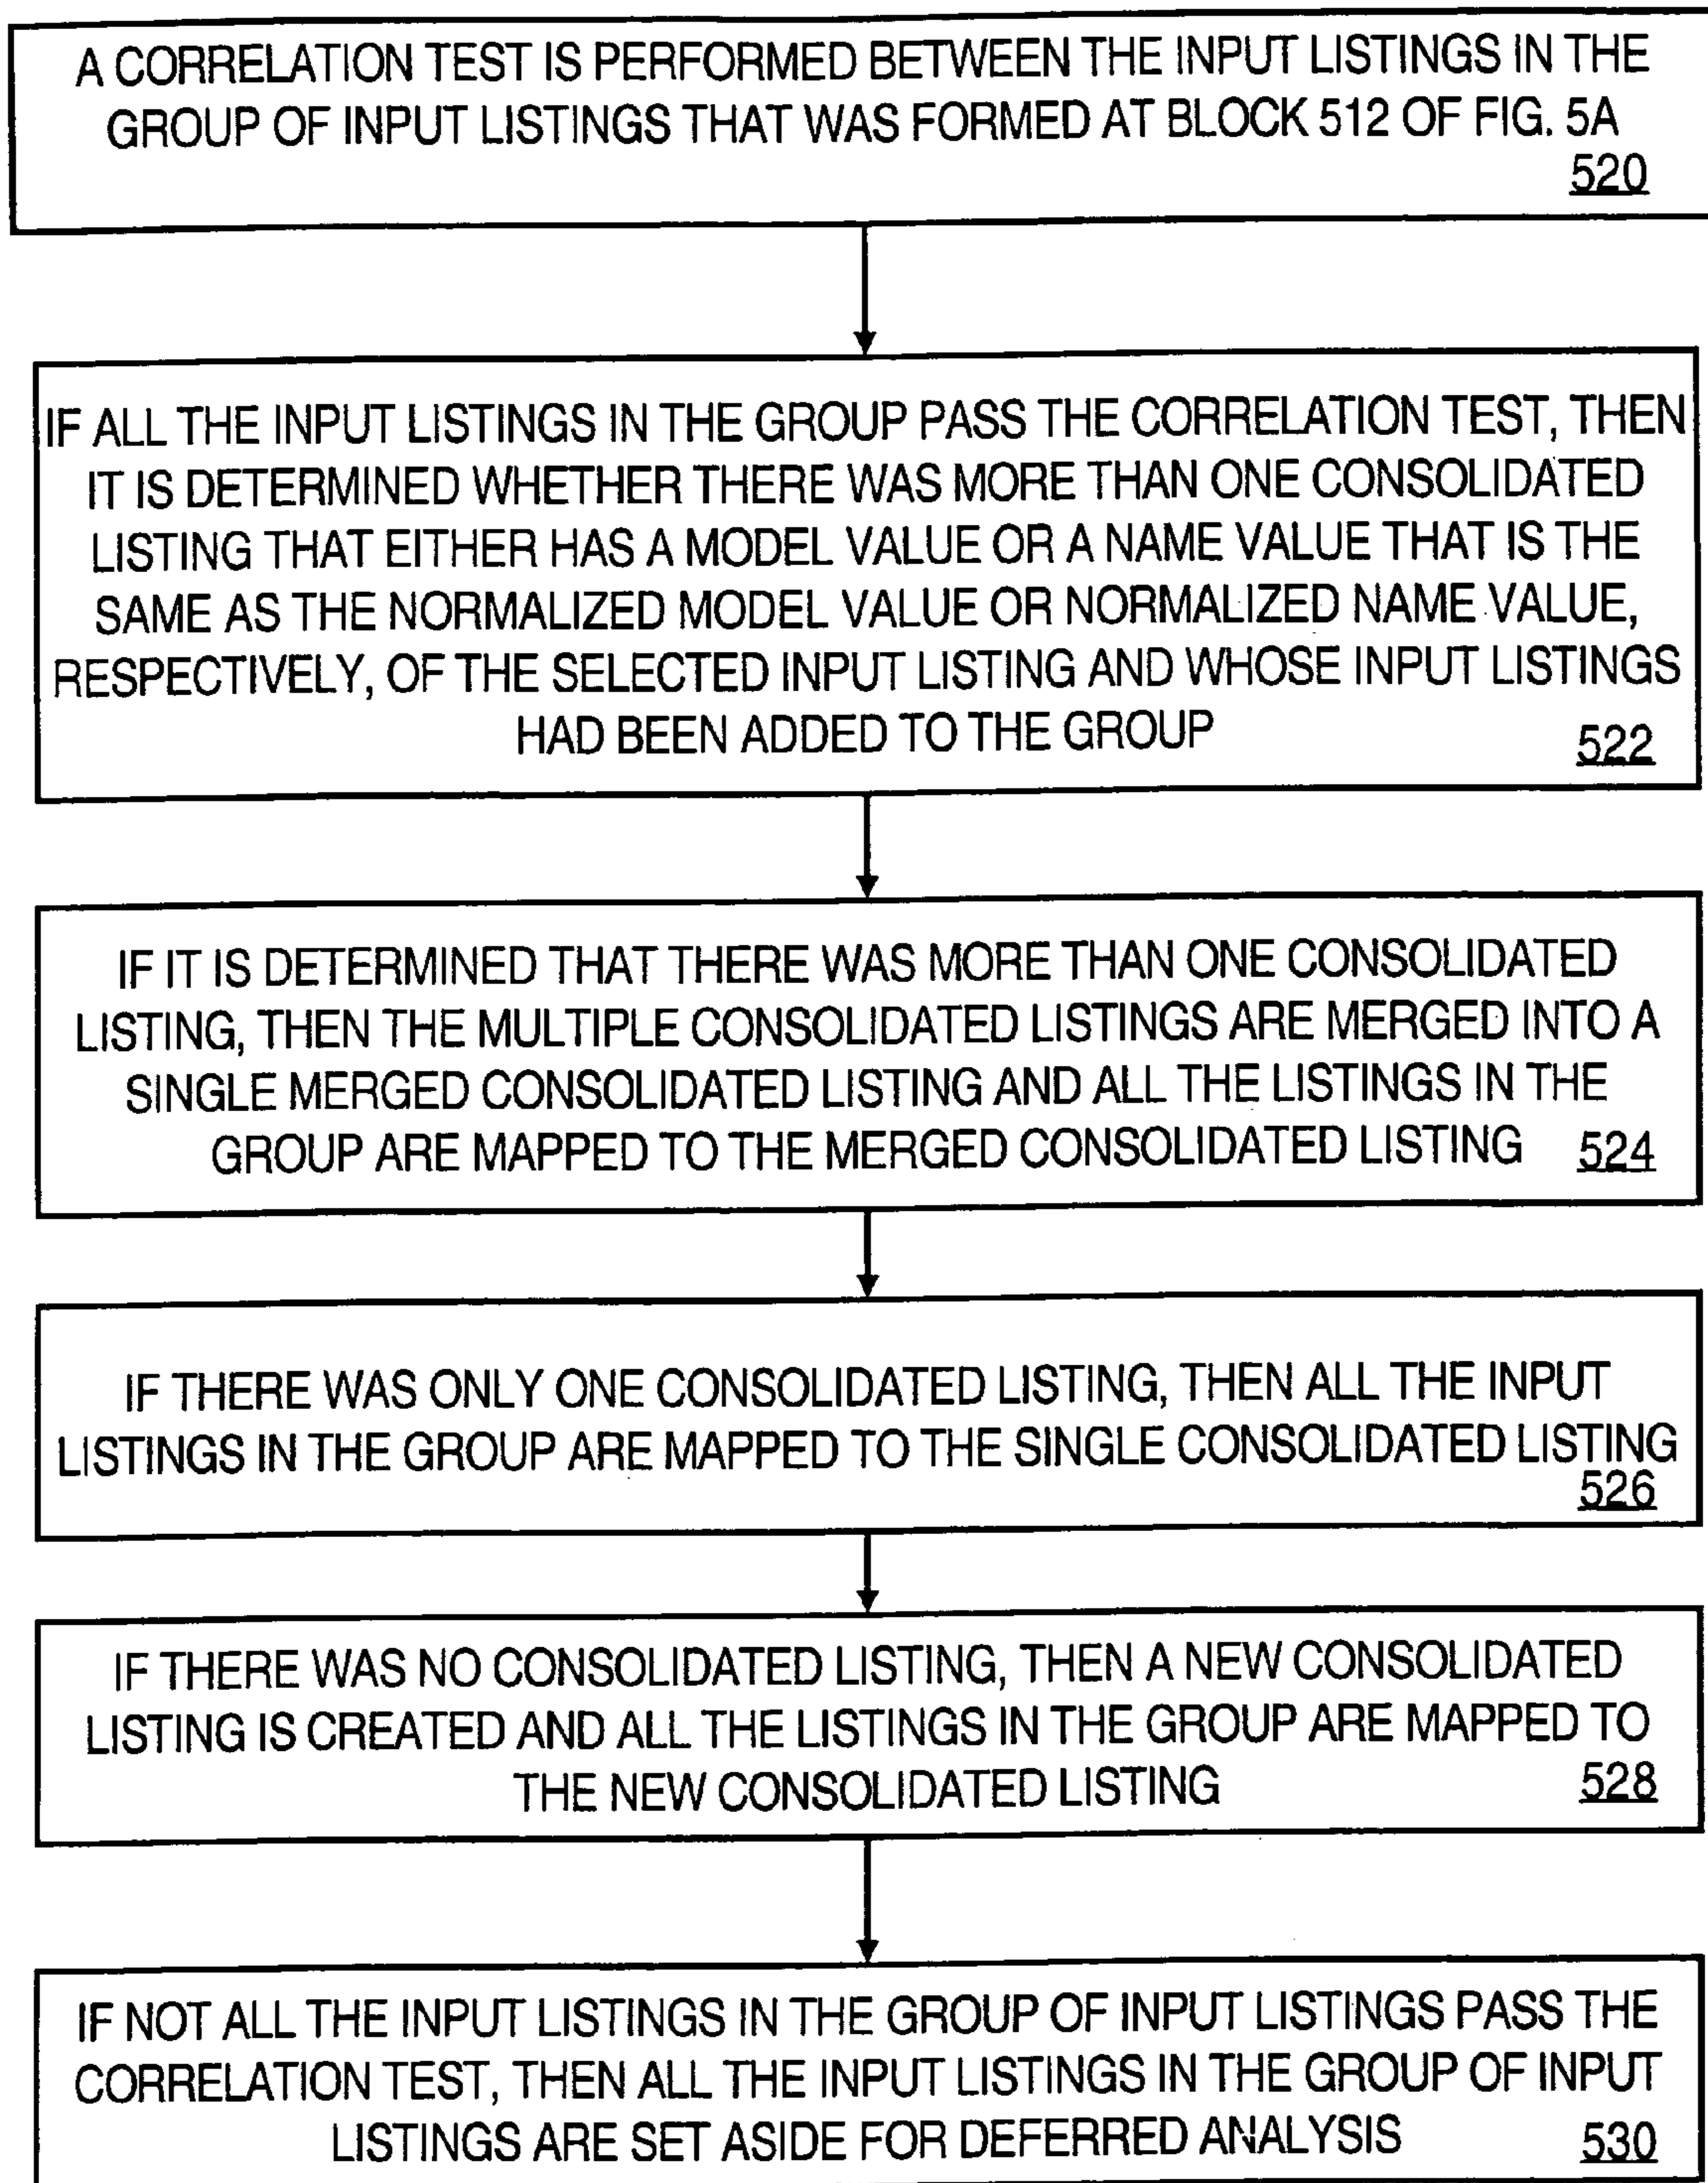 A CORRELATION TEST IS PERFORMED BETWEEN THE INPUT LISTINGS IN THE
GROUP OF INPUT LISTINGS THAT WAS FORMED AT BLOCK 512 OF FIG. 5A
520
IF ALL THE INPUT LISTINGS IN THE GROUP PASS THE CORRELATION TEST, THEN
IT IS DETERMINED WHETHER THERE WAS MORE THAN ONE CONSOLIDATED
LISTING THAT EITHER HAS A MODEL VALUE OR A NAME VALUE THAT IS THE
SAME AS THE NORMALIZED MODEL VALUE OR NORMALIZED NAME VALUE,
RESPECTIVELY, OF THE SELECTED INPUT LISTING AND WHOSE INPUT LISTINGS
HAD BEEN ADDED TO THE GROUP 522
IF IT IS DETERMINED THAT THERE WAS MORE THAN ONE CONSOLIDATED
LISTING, THEN THE MULTIPLE CONSOLIDATED LISTINGS ARE MERGED INTO A
SINGLE MERGED CONSOLIDATED LISTING AND ALL THE LISTINGS IN THE
GROUP ARE MAPPED TO THE MERGED CONSOLIDATED LISTING 524
IF THERE WAS ONLY ONE CONSOLIDATED LISTING, THEN ALL THE INPUT
LISTINGS IN THE GROUP ARE MAPPED TO THE SINGLE CONSOLIDATED LISTING
526
IF THERE WAS NO CONSOLIDATED LISTING, THEN A NEW CONSOLIDATED
LISTING IS CREATED AND ALL THE LISTINGS IN THE GROUP ARE MAPPED TO
THE NEW CONSOLIDATED LISTING 528
IF NOT ALL THE INPUT LISTINGS IN THE GROUP OF INPUT LISTINGS PASS THE
CORRELATION TEST, THEN ALL THE INPUT LISTINGS IN THE GROUP OF INPUT
LISTINGS ARE SET ASIDE FOR DEFERRED ANALYSIS 530